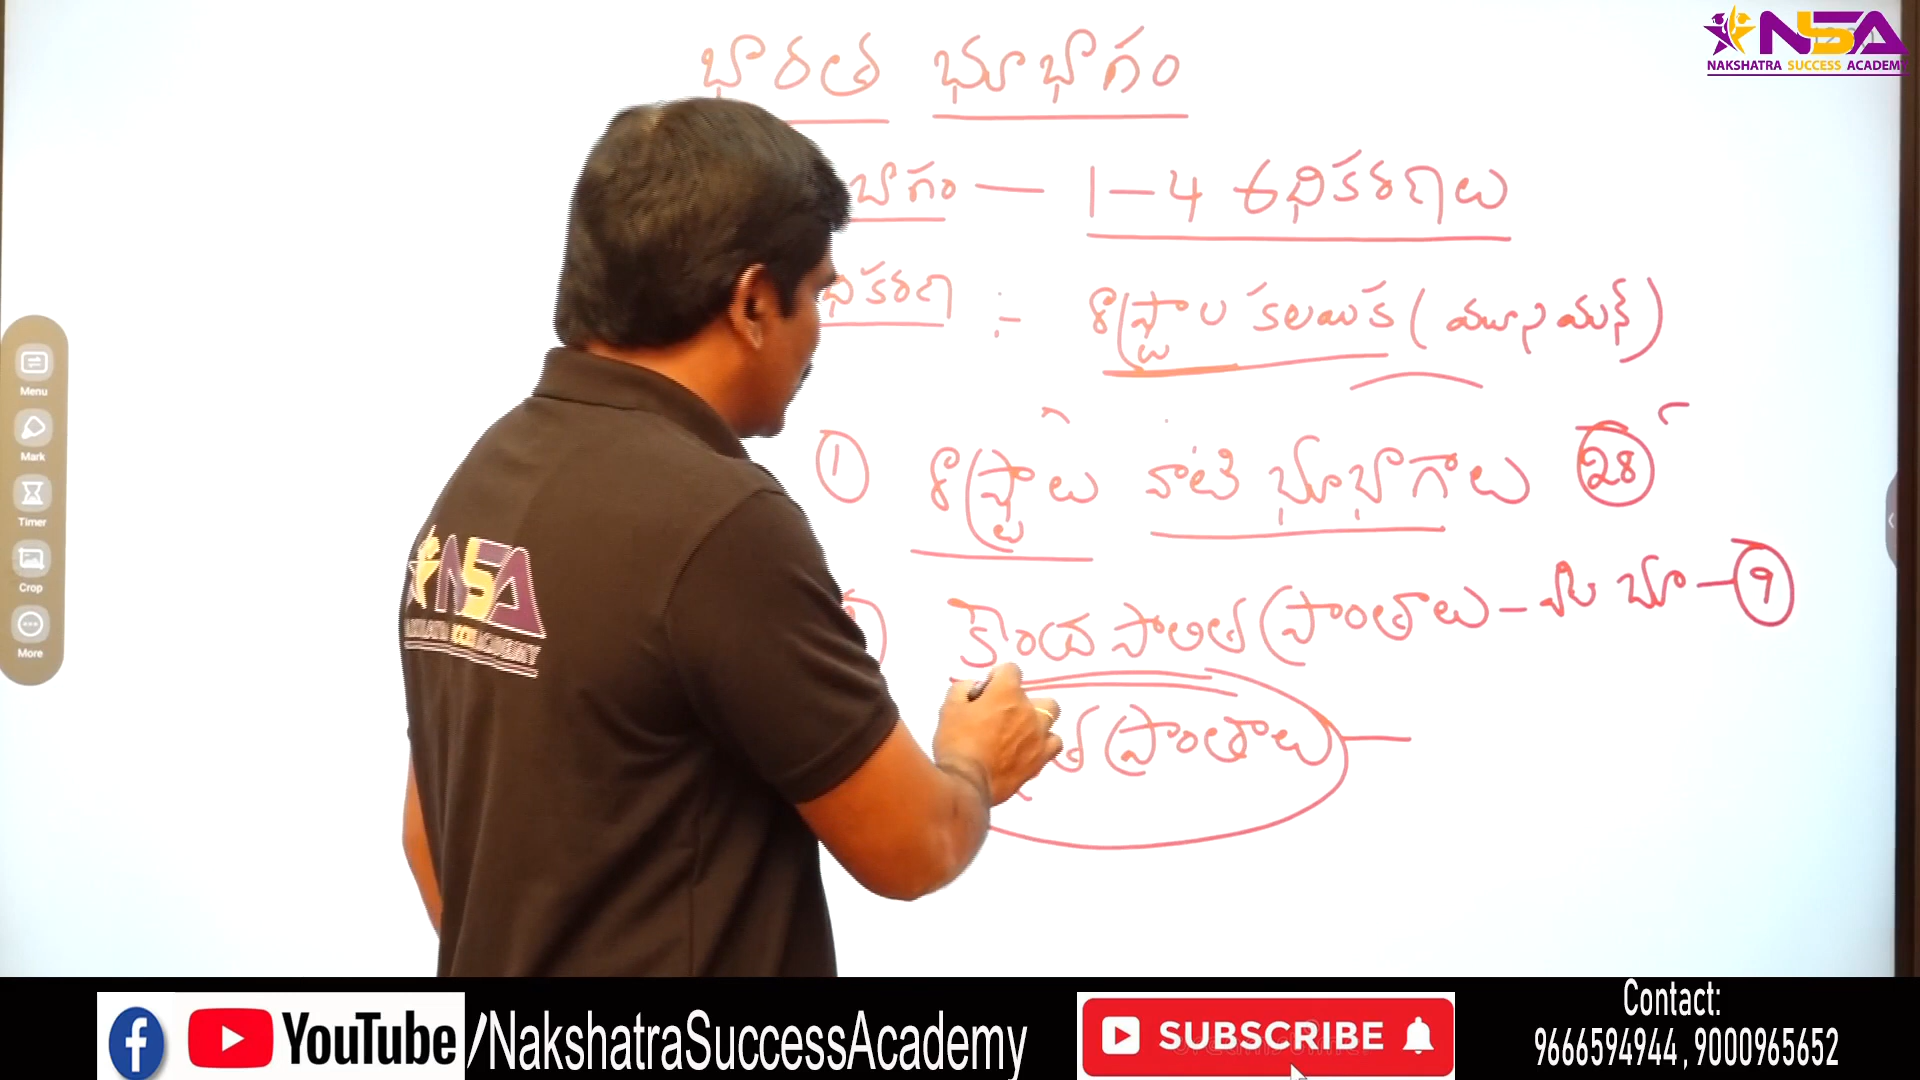 NSA
NAKSHATRA SUCCESS ACADEMY
భారత భూభాగం
భాగం — 1-4 అధికరణలు
ధికరణ :- రాష్ట్రాల కలయిక (యూనియన్)
1 రాష్ట్రాలు వాటి భూభాగాలు 28
కేంద్ర పాలిత ప్రాంతాలు - వాటి భూ - 9
త ప్రాంతాలు —
Menu
Mark
Timer
Crop
More
NSA
YouTube /NakshatraSuccessAcademy
SUBSCRIBE
Contact:
9666594944 , 9000965652